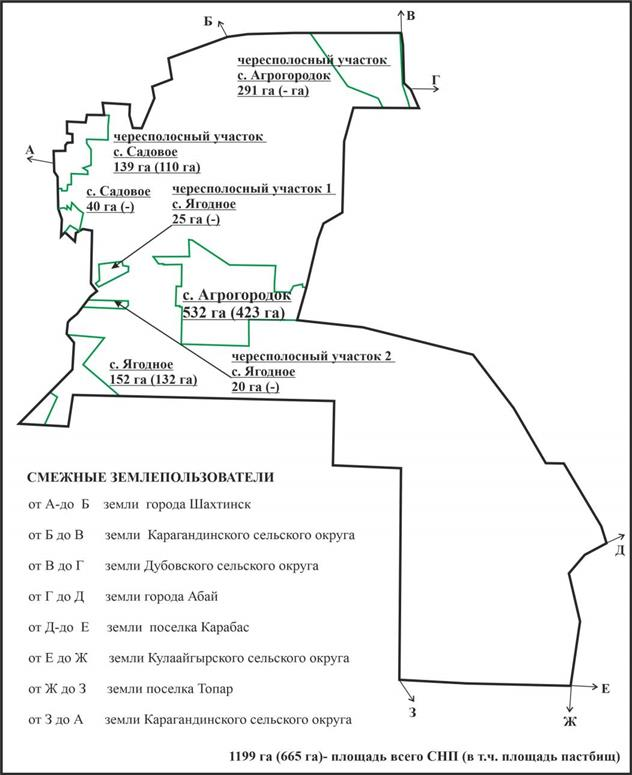 Б
В
чересполосный участок
с. Агрогородок
291 га (- га)
Г
чересполосный участок
с. Садовое
139 га (110 га)
А
с. Садовое
40 га (-)
чересполосный участок 1
с. Ягодное
25 га (-)
с. Агрогородок
532 га (423 га)
чересполосный участок 2
с. Ягодное
20 га (-)
с. Ягодное
152 га (132 га)
СМЕЖНЫЕ ЗЕМЛЕПОЛЬЗОВАТЕЛИ
от А-до Б земли города Шахтинск
от Б до В земли Карагандинского сельского округа
от В до Г земли Дубовского сельского округа
от Г до Д земли города Абай
от Д-до Е земли поселка Карабас
от Е до Ж земли Кулаайгырского сельского округа
от Ж до З земли поселка Топар
от З до А земли Карагандинского сельского округа
Д
Е
З
Ж
1199 га (665 га)- площадь всего СНП (в т.ч. площадь пастбищ)